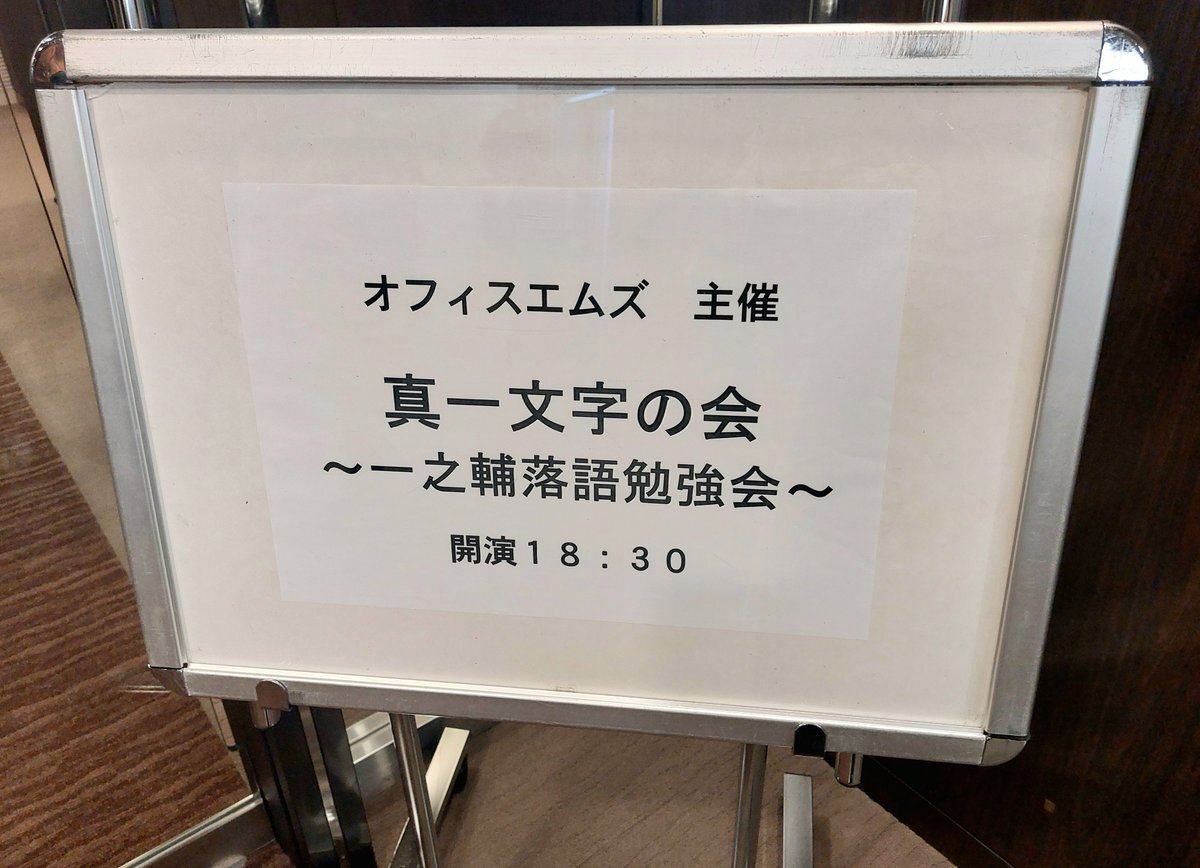 オフィスエムズ　主催
真一文字の会
～一之輔落語勉強会～
開演１８：３０